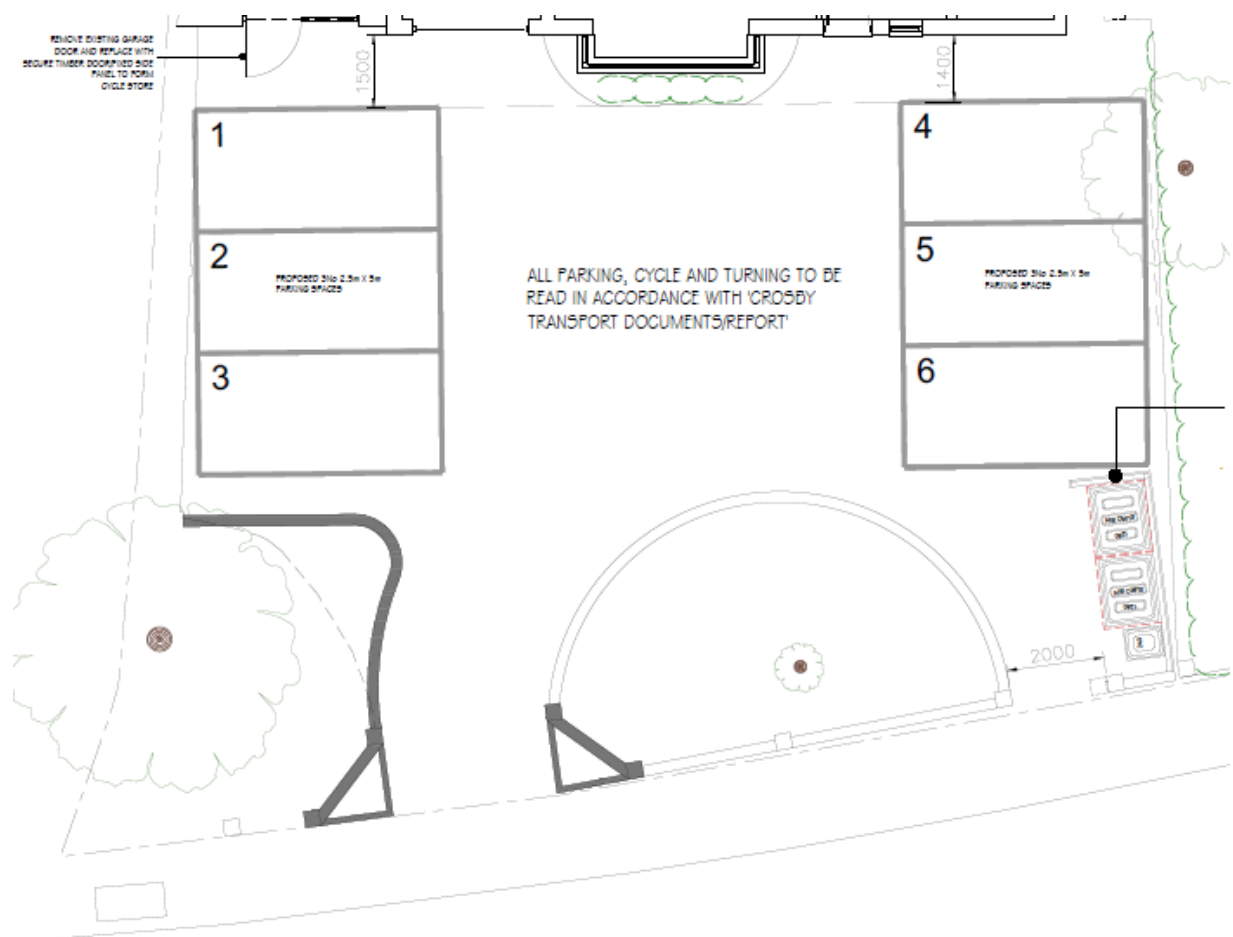 REMOVE EXISTING GARAGE
DOOR AND REPLACE WITH
SECURE TIMBER DOOR/FIXED SIDE
PANEL TO FORM
CYCLE STORE
1500
1400
1
4
2
5
PROPOSED 3No 2.5m X 5m
PARKING SPACES
PROPOSED 3No 2.5m X 5m
PARKING SPACES
ALL PARKING, CYCLE AND TURNING TO BE
READ IN ACCORDANCE WITH 'CROSBY
TRANSPORT DOCUMENTS/REPORT'
3
6
2000